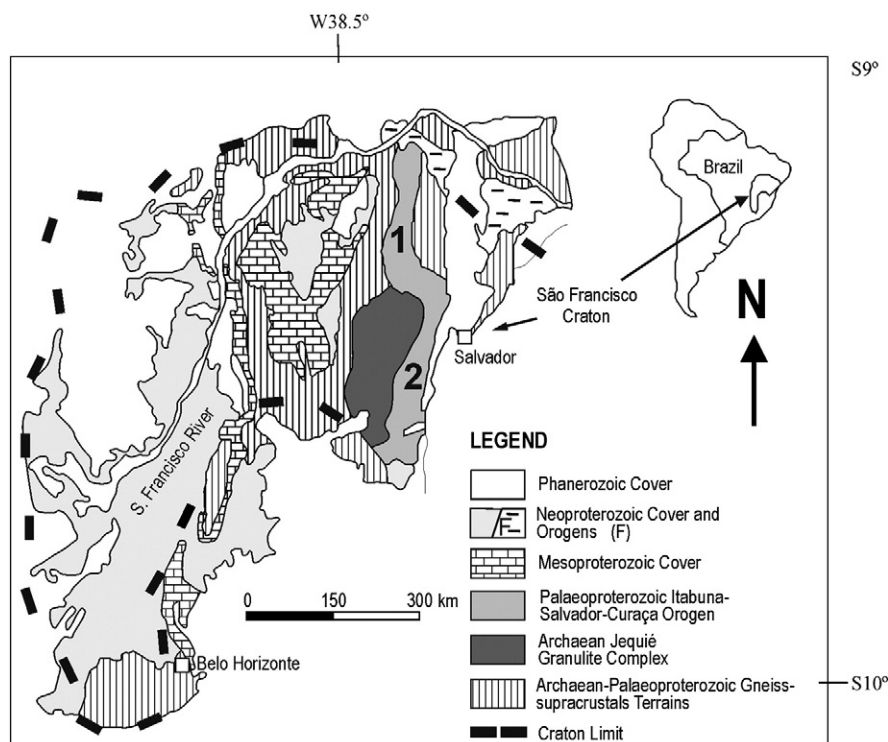 W38.5º
S9º
Brazil
1
São Francisco
Craton
N
Salvador
2
S. Francisco River
LEGEND
Phanerozoic Cover
F
Neoproterozoic Cover and
Orogens (F)
Mesoproterozoic Cover
0 150 300 km
Palaeoproterozoic Itabuna-
Salvador-Curaça Orogen
Archaean Jequié
Granulite Complex
Belo Horizonte
Archaean-Palaeoproterozoic Gneiss-
supracrustals Terrains
S10º
Craton Limit